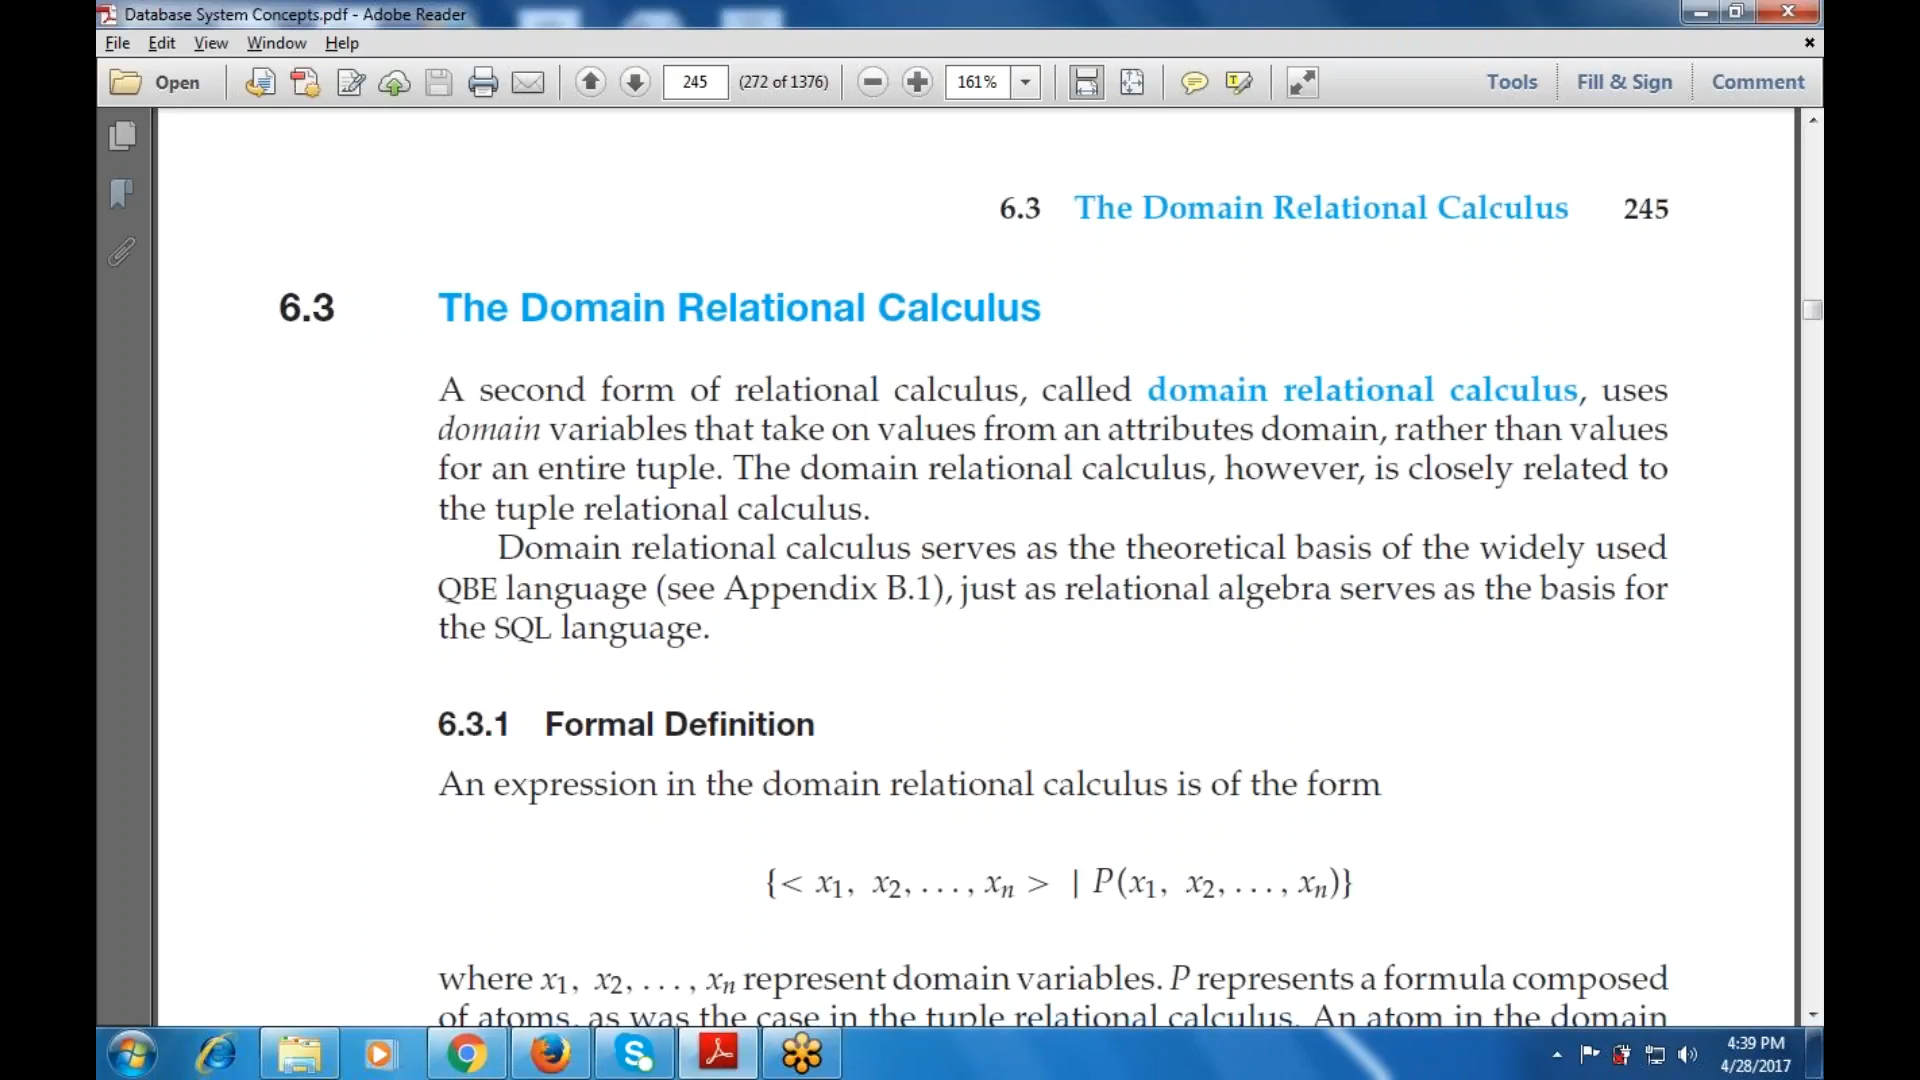 Database System Concepts.pdf - Adobe Reader
File Edit View Window Help
Open 245 (272 of 1376) 161% Tools Fill & Sign Comment
6.3 The Domain Relational Calculus 245
6.3 The Domain Relational Calculus
A second form of relational calculus, called domain relational calculus, uses
domain variables that take on values from an attributes domain, rather than values
for an entire tuple. The domain relational calculus, however, is closely related to
the tuple relational calculus.
Domain relational calculus serves as the theoretical basis of the widely used
QBE language (see Appendix B.1), just as relational algebra serves as the basis for
the SQL language.
6.3.1 Formal Definition
An expression in the domain relational calculus is of the form
{< x1, x2, . . . , xn > | P(x1, x2, . . . , xn)}
where x1, x2, . . . , xn represent domain variables. P represents a formula composed
of atoms, as was the case in the tuple relational calculus. An atom in the domain
4:39 PM
4/28/2017